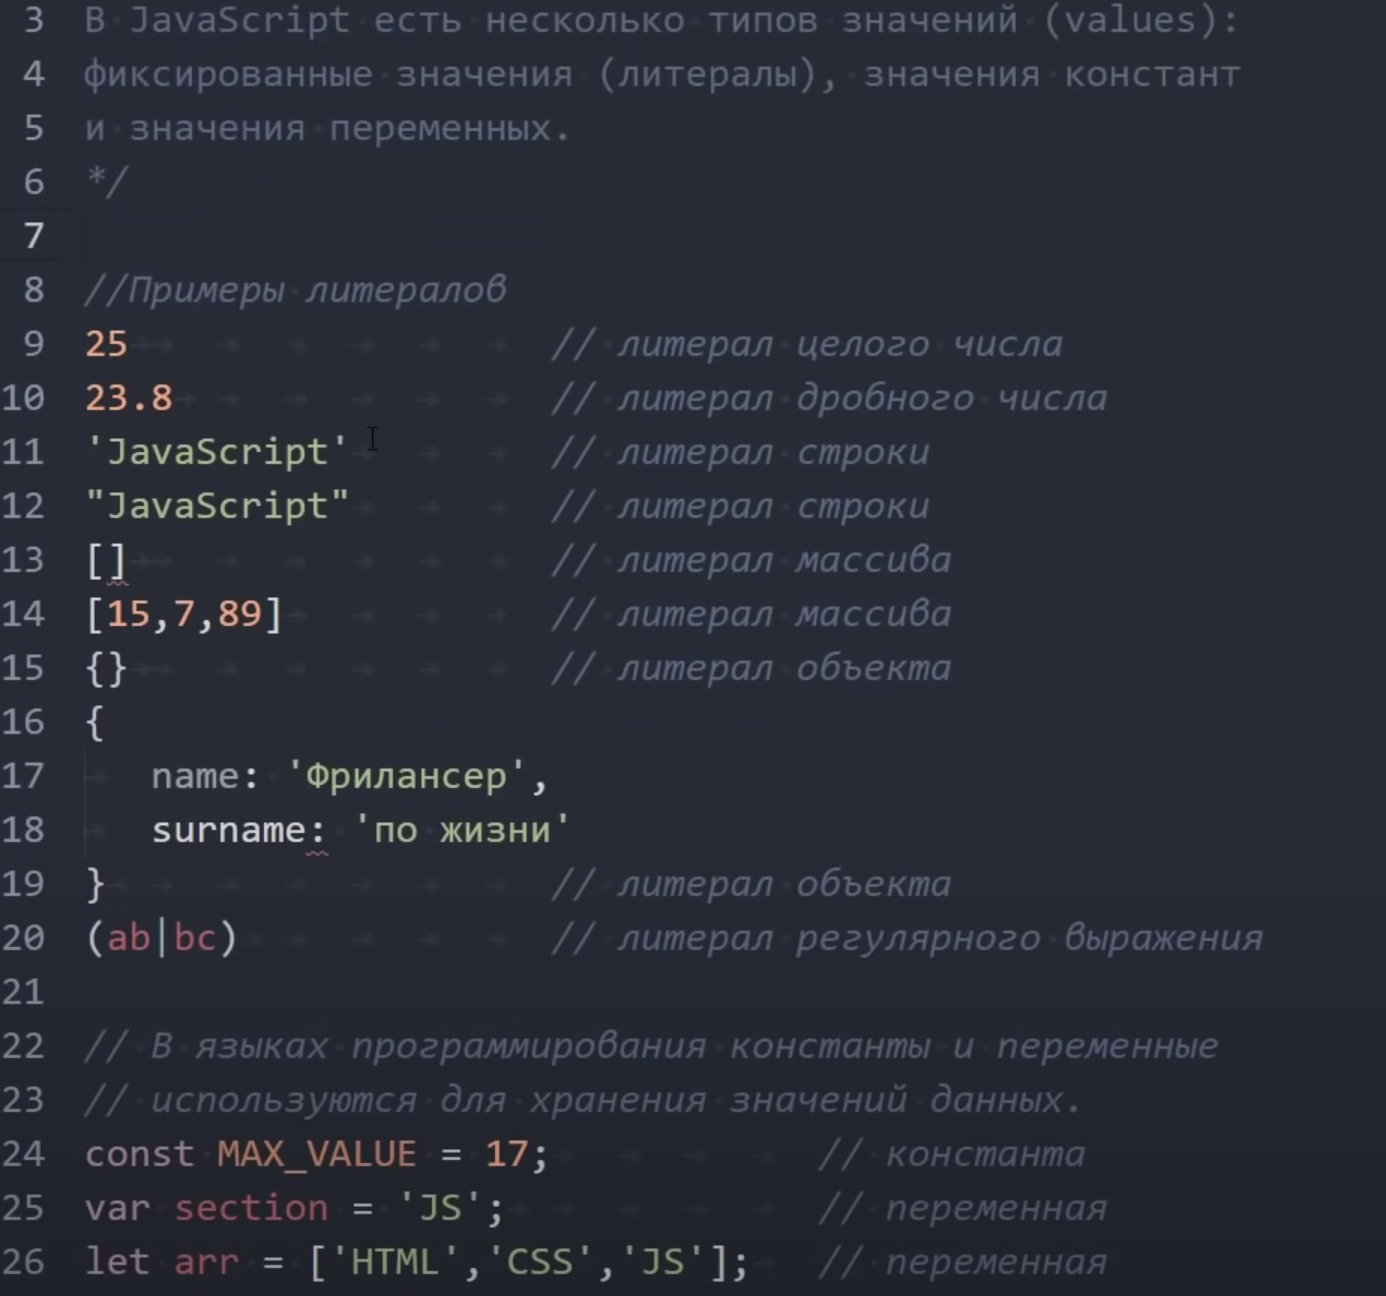 3 В JavaScript есть несколько типов значений (values):
4 фиксированные значения (литералы), значения констант
5 и значения переменных.
6 */
7
8 //Примеры литералов
9 25 // литерал целого числа
10 23.8 // литерал дробного числа
11 'JavaScript' // литерал строки
12 "JavaScript" // литерал строки
13 [] // литерал массива
14 [15,7,89] // литерал массива
15 {} // литерал объекта
16 {
17 name: 'Фрилансер',
18 surname: 'по жизни'
19 } // литерал объекта
20 (ab|bc) // литерал регулярного выражения
21
22 // В языках программирования константы и переменные
23 // используются для хранения значений данных.
24 const MAX_VALUE = 17; // константа
25 var section = 'JS'; // переменная
26 let arr = ['HTML','CSS','JS']; // переменная